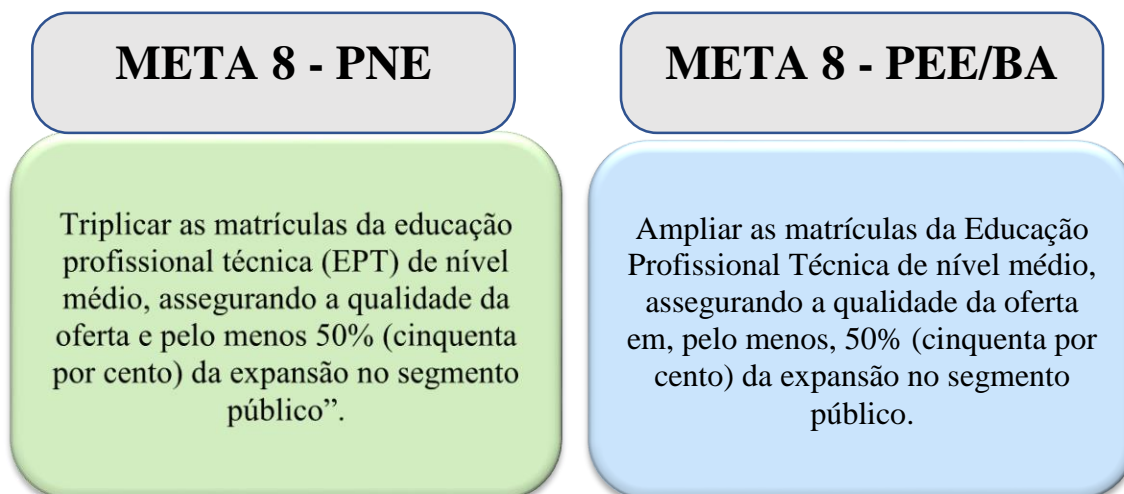 META 8 - PNE
Triplicar as matrículas da educação
profissional técnica (EPT) de nível
médio, assegurando a qualidade da
oferta e pelo menos 50% (cinquenta
por cento) da expansão no segmento
público”.
META 8 - PEE/BA
Ampliar as matrículas da Educação
Profissional Técnica de nível médio,
assegurando a qualidade da oferta
em, pelo menos, 50% (cinquenta por
cento) da expansão no segmento
público.